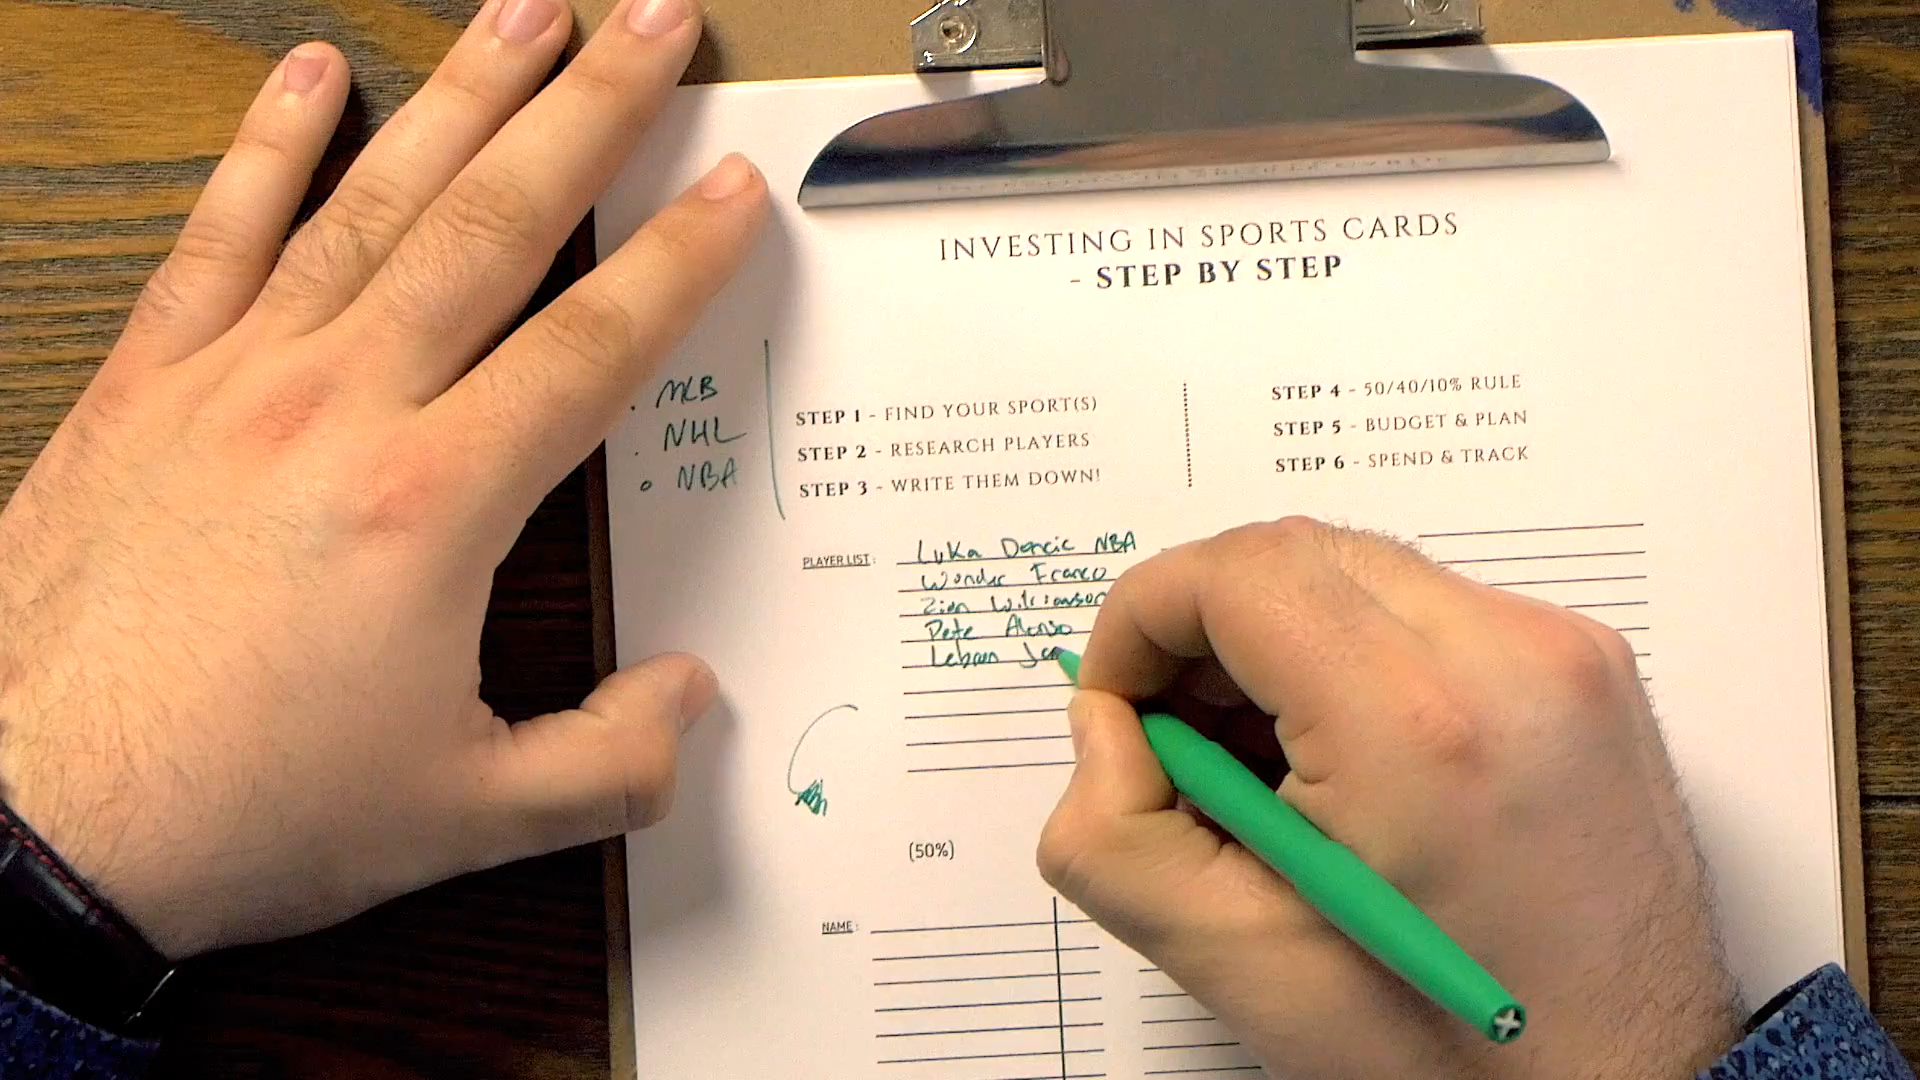 INVESTING IN SPORTS CARDS
- STEP BY STEP
. MLB
. NHL
o NBA
STEP 1 - FIND YOUR SPORT(S)
STEP 2 - RESEARCH PLAYERS
STEP 3 - WRITE THEM DOWN!
STEP 4 - 50/40/10% RULE
STEP 5 - BUDGET & PLAN
STEP 6 - SPEND & TRACK
PLAYER LIST: Luka Doncic NBA
Wander Franco
Zion Williamson
Pete Alonso
Lebron Jam
(50%)
NAME: